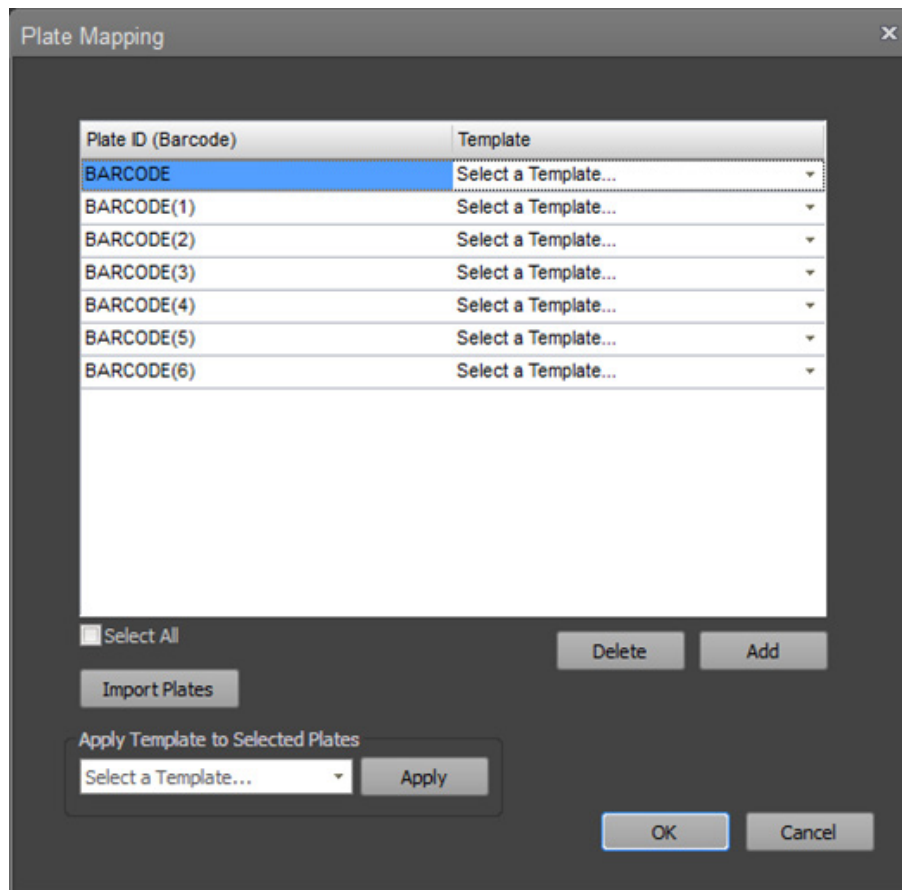 Plate Mapping
Plate ID (Barcode) Template
BARCODE Select a Template...
BARCODE(1) Select a Template...
BARCODE(2) Select a Template...
BARCODE(3) Select a Template...
BARCODE(4) Select a Template...
BARCODE(5) Select a Template...
BARCODE(6) Select a Template...
Select All
Delete Add
Import Plates
Apply Template to Selected Plates
Select a Template... Apply
OK Cancel